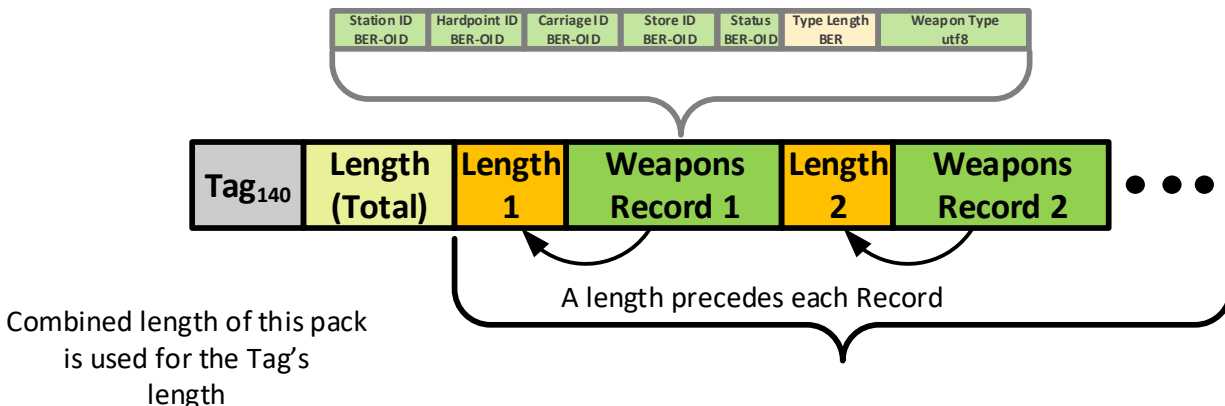 Station ID
BER-OID
Hardpoint ID
BER-OID
Carriage ID
BER-OID
Store ID
BER-OID
Status
BER-OID
Type Length
BER
Weapon Type
utf8
Tag140
Length
(Total)
Length
1
Weapons
Record 1
Length
2
Weapons
Record 2
A length precedes each Record
Combined length of this pack
is used for the Tag’s
length